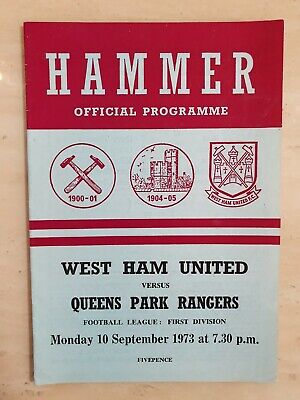 HAMMER
OFFICIAL PROGRAMME
1900-01
1904-05
WEST HAM UNITED F.C.
WEST HAM UNITED
VERSUS
QUEENS PARK RANGERS
FOOTBALL LEAGUE: FIRST DIVISION
Monday 10 September 1973 at 7.30 p.m.
FIVEPENCE